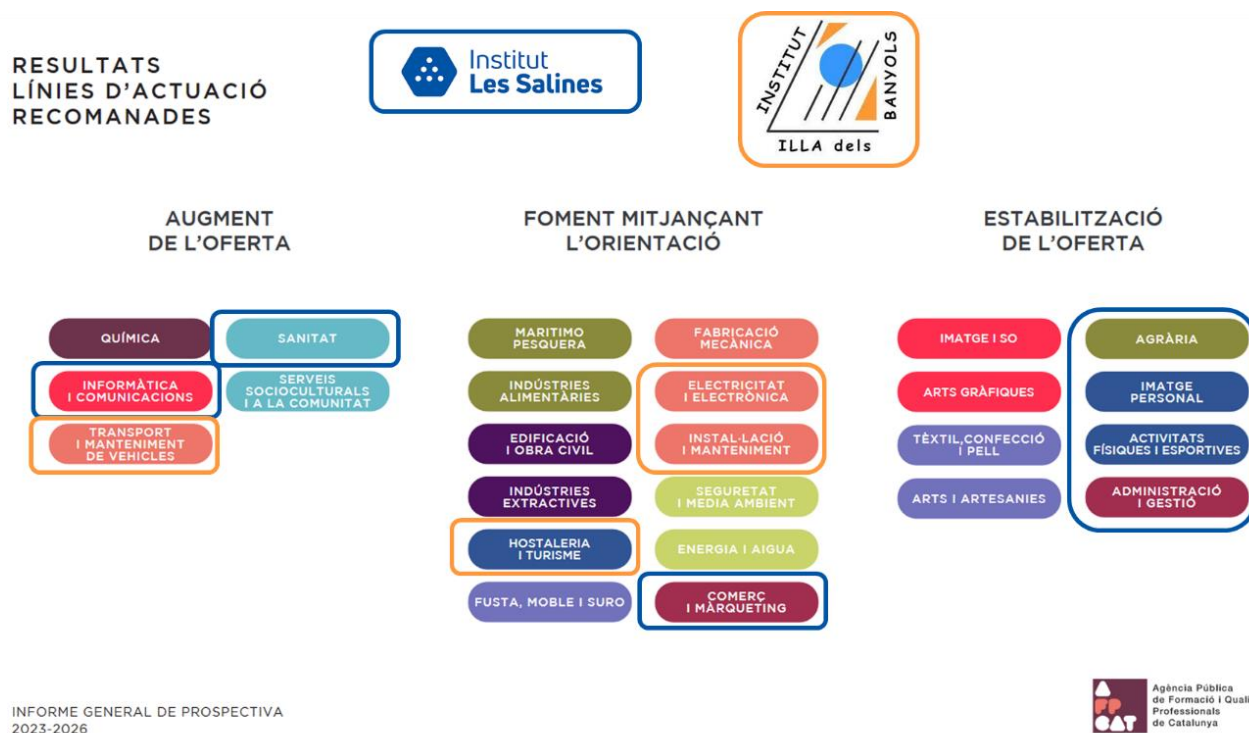 RESULTATS
LÍNIES D'ACTUACIÓ
RECOMANADES
Institut
Les Salines
INSTITUT
ILLA dels
BANYOLS
AUGMENT
DE L'OFERTA
QUÍMICA
SANITAT
INFORMÀTICA
I COMUNICACIONS
SERVEIS
SOCIOCULTURALS
I A LA COMUNITAT
TRANSPORT
I MANTENIMENT
DE VEHICLES
FOMENT MITJANÇANT
L'ORIENTACIÓ
MARITIMO
PESQUERA
FABRICACIÓ
MECÀNICA
INDÚSTRIES
ALIMENTÀRIES
ELECTRICITAT
I ELECTRÒNICA
EDIFICACIÓ
I OBRA CIVIL
INSTAL·LACIÓ
I MANTENIMENT
INDÚSTRIES
EXTRACTIVES
SEGURETAT
I MEDIA AMBIENT
HOSTALERIA
I TURISME
ENERGIA I AIGUA
FUSTA, MOBLE I SURO
COMERÇ
I MÀRQUETING
ESTABILITZACIÓ
DE L'OFERTA
IMATGE I SO
AGRÀRIA
ARTS GRÀFIQUES
IMATGE
PERSONAL
TÈXTIL,CONFECCIÓ
I PELL
ACTIVITATS
FÍSIQUES I ESPORTIVES
ARTS I ARTESANIES
ADMINISTRACIÓ
I GESTIÓ
INFORME GENERAL DE PROSPECTIVA
2023-2026
A
FP
CAT
Agència Pública
de Formació i Quali
Professionals
de Catalunya